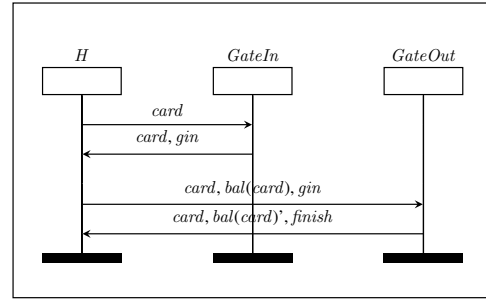 H GateIn GateOut
card
card, gin
card, bal(card), gin
card, bal(card)', finish